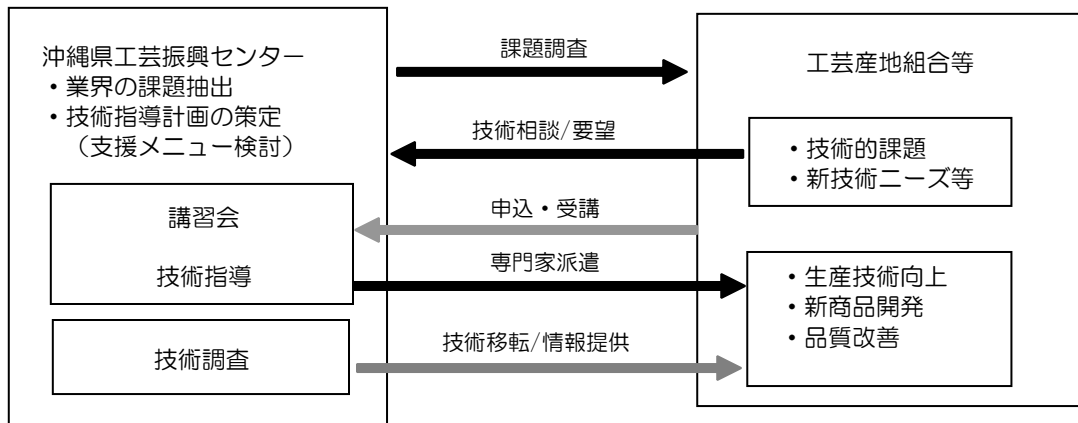 沖縄県工芸振興センター
・業界の課題抽出
・技術指導計画の策定
（支援メニュー検討）
講習会
技術指導
技術調査
課題調査
技術相談/要望
申込・受講
専門家派遣
技術移転/情報提供
工芸産地組合等
・技術的課題
・新技術ニーズ等
・生産技術向上
・新商品開発
・品質改善